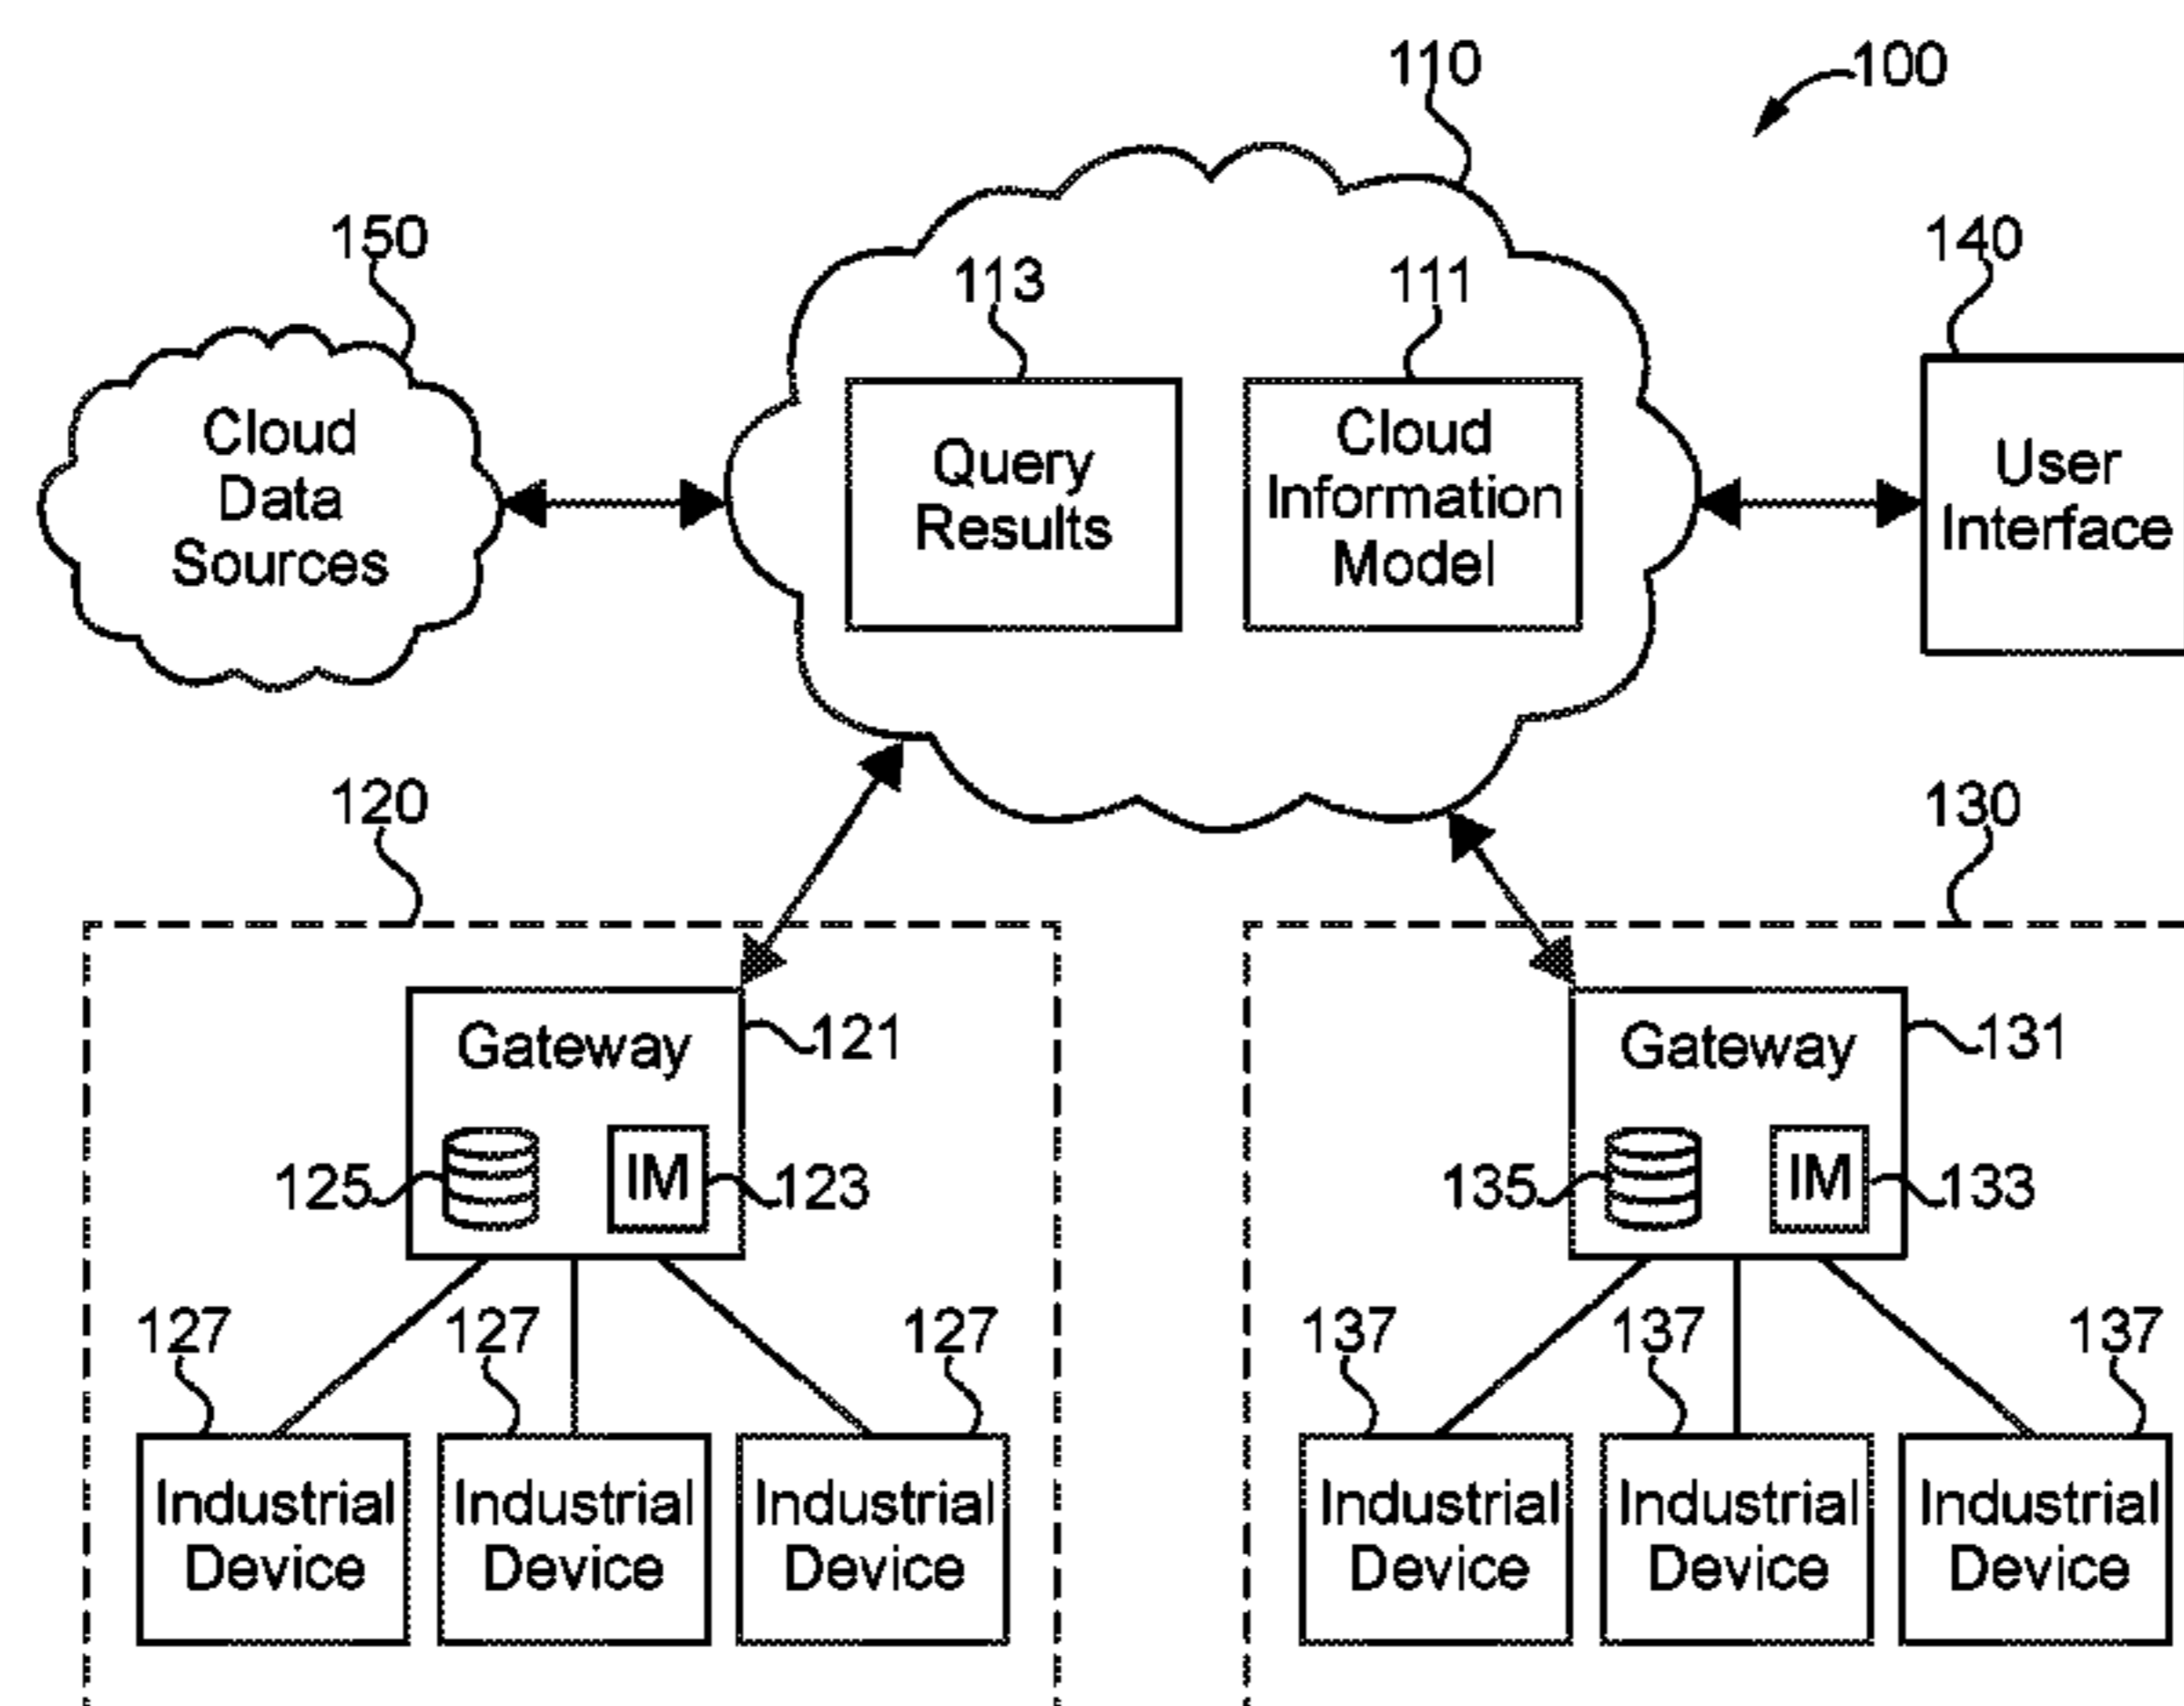 110
100
150
140
113
111
Cloud
Data
Sources
Query
Results
Cloud
Information
Model
User
Interface
120
130
Gateway
121
125
IM
123
Gateway
131
135
IM
133
127
127
127
137
137
137
Industrial
Device
Industrial
Device
Industrial
Device
Industrial
Device
Industrial
Device
Industrial
Device